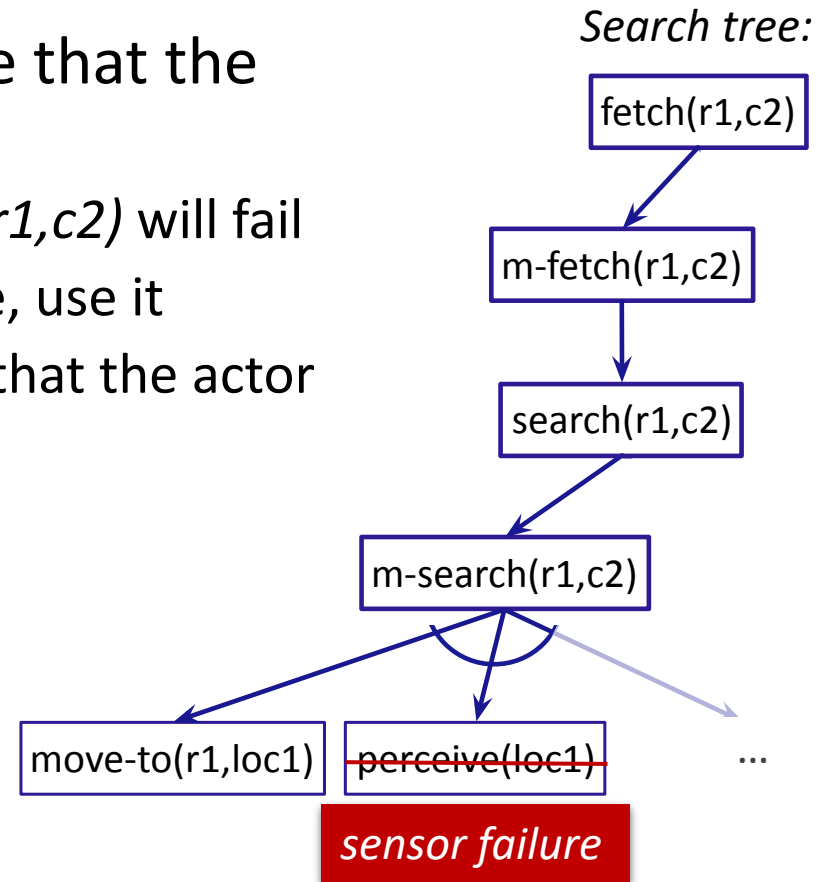 Search tree:
e that the
r1,c2) will fail
e, use it
that the actor
fetch(r1,c2)
m-fetch(r1,c2)
search(r1,c2)
m-search(r1,c2)
move-to(r1,loc1)
perceive(loc1)
...
sensor failure